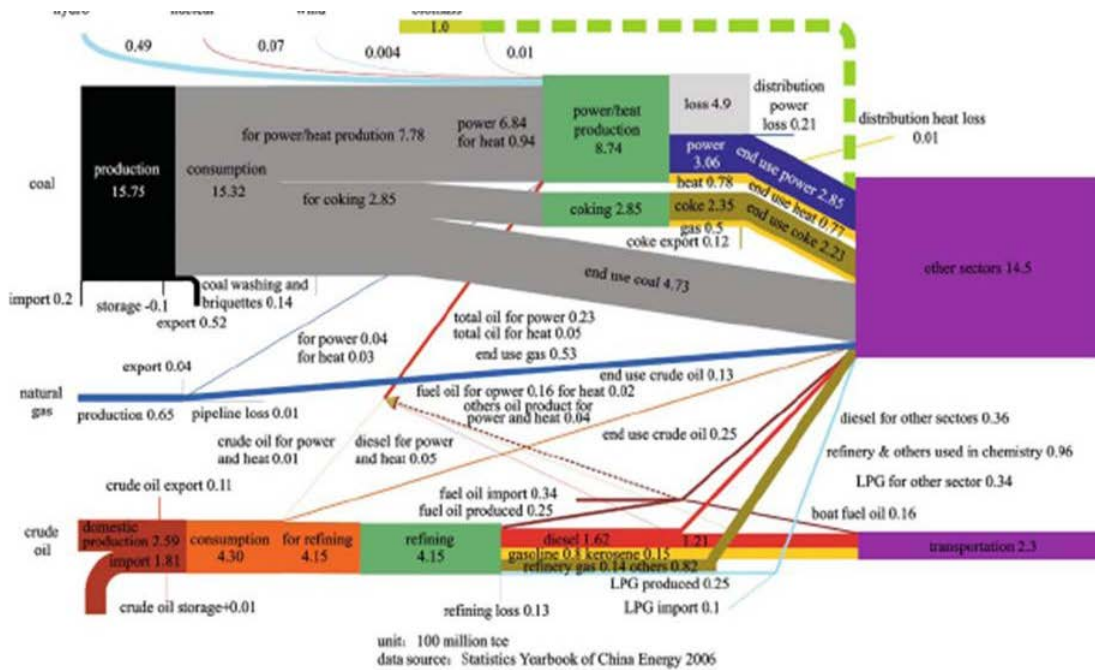 1.0
0.49
0.07
0.004
0.01
loss 4.9
distribution
power
loss 0.21
distribution heat loss
0.01
for power/heat prodution 7.78
power 6.84
for heat 0.94
power/heat
production
8.74
power
3.06
end use power 2.85
heat 0.78
end use heat 0.77
coal
production
15.75
consumption
15.32
for coking 2.85
coking 2.85
coke 2.35
end use coke 2.23
gas 0.5
coke export 0.12
other sectors 14.5
end use coal 4.73
import 0.2
storage -0.1
export 0.52
coal washing and
briquettes 0.14
total oil for power 0.23
total oil for heat 0.05
for power 0.04
for heat 0.03
end use gas 0.53
export 0.04
natural
gas
production 0.65
pipeline loss 0.01
end use crude oil 0.13
fuel oil for opwer 0.16 for heat 0.02
others oil product for
power and heat 0.04
end use crude oil 0.25
diesel for other sectors 0.36
refinery & others used in chemistry 0.96
LPG for other sector 0.34
crude oil for power
and heat 0.01
diesel for power
and heat 0.05
crude oil export 0.11
fael oil import 0.34
fuel oil produced 0.25
boat fuel oil 0.16
crude
oil
domestic
production 2.59
import 1.81
consumption
4.30
for refining
4.15
refining
4.15
diesel 1.62
1.21
gasoline 0.8 kerosene 0.15
refinery gas 0.14 others 0.82
transportation 2.3
LPG produced 0.25
LPG import 0.1
crude oil storage+0.01
refining loss 0.13
unit: 100 million tce
data source: Statistics Yearbook of China Energy 2006